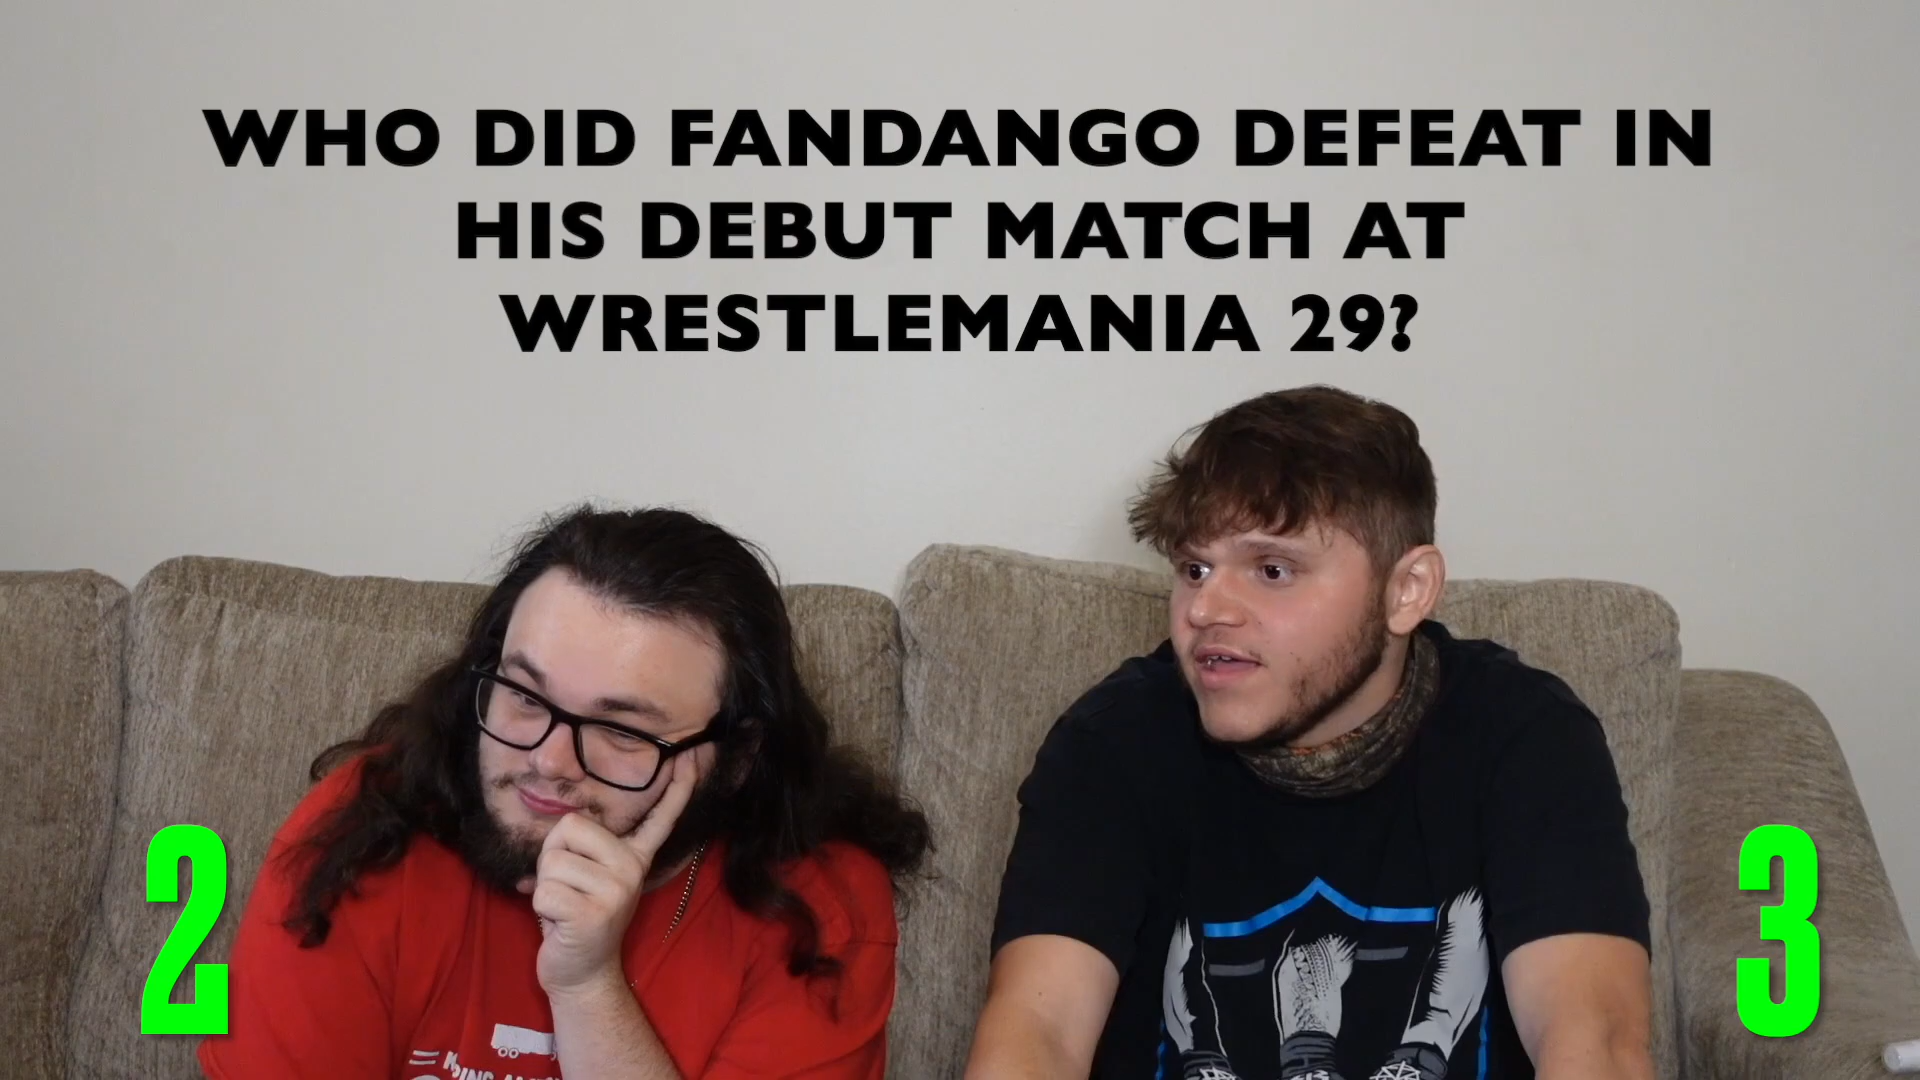 WHO DID FANDANGO DEFEAT IN
HIS DEBUT MATCH AT
WRESTLEMANIA 29?
2
3